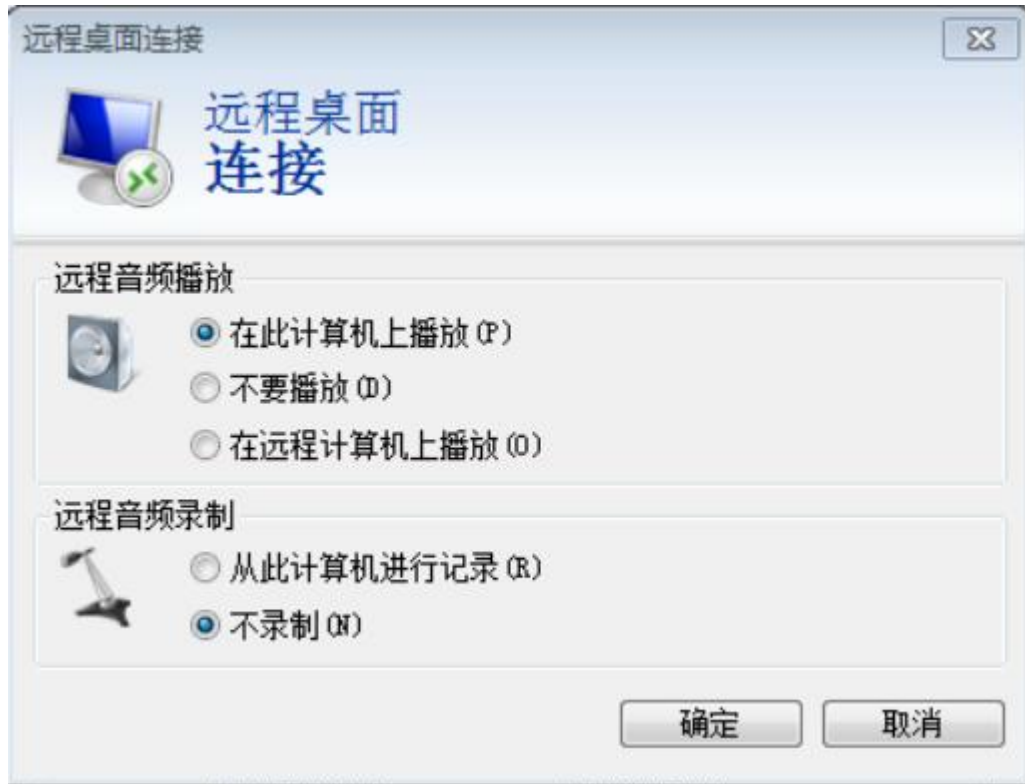 远程桌面连接
远程桌面
连接
远程音频播放
在此计算机上播放(P)
不要播放(D)
在远程计算机上播放(O)
远程音频录制
从此计算机进行记录(R)
不录制(N)
确定
取消